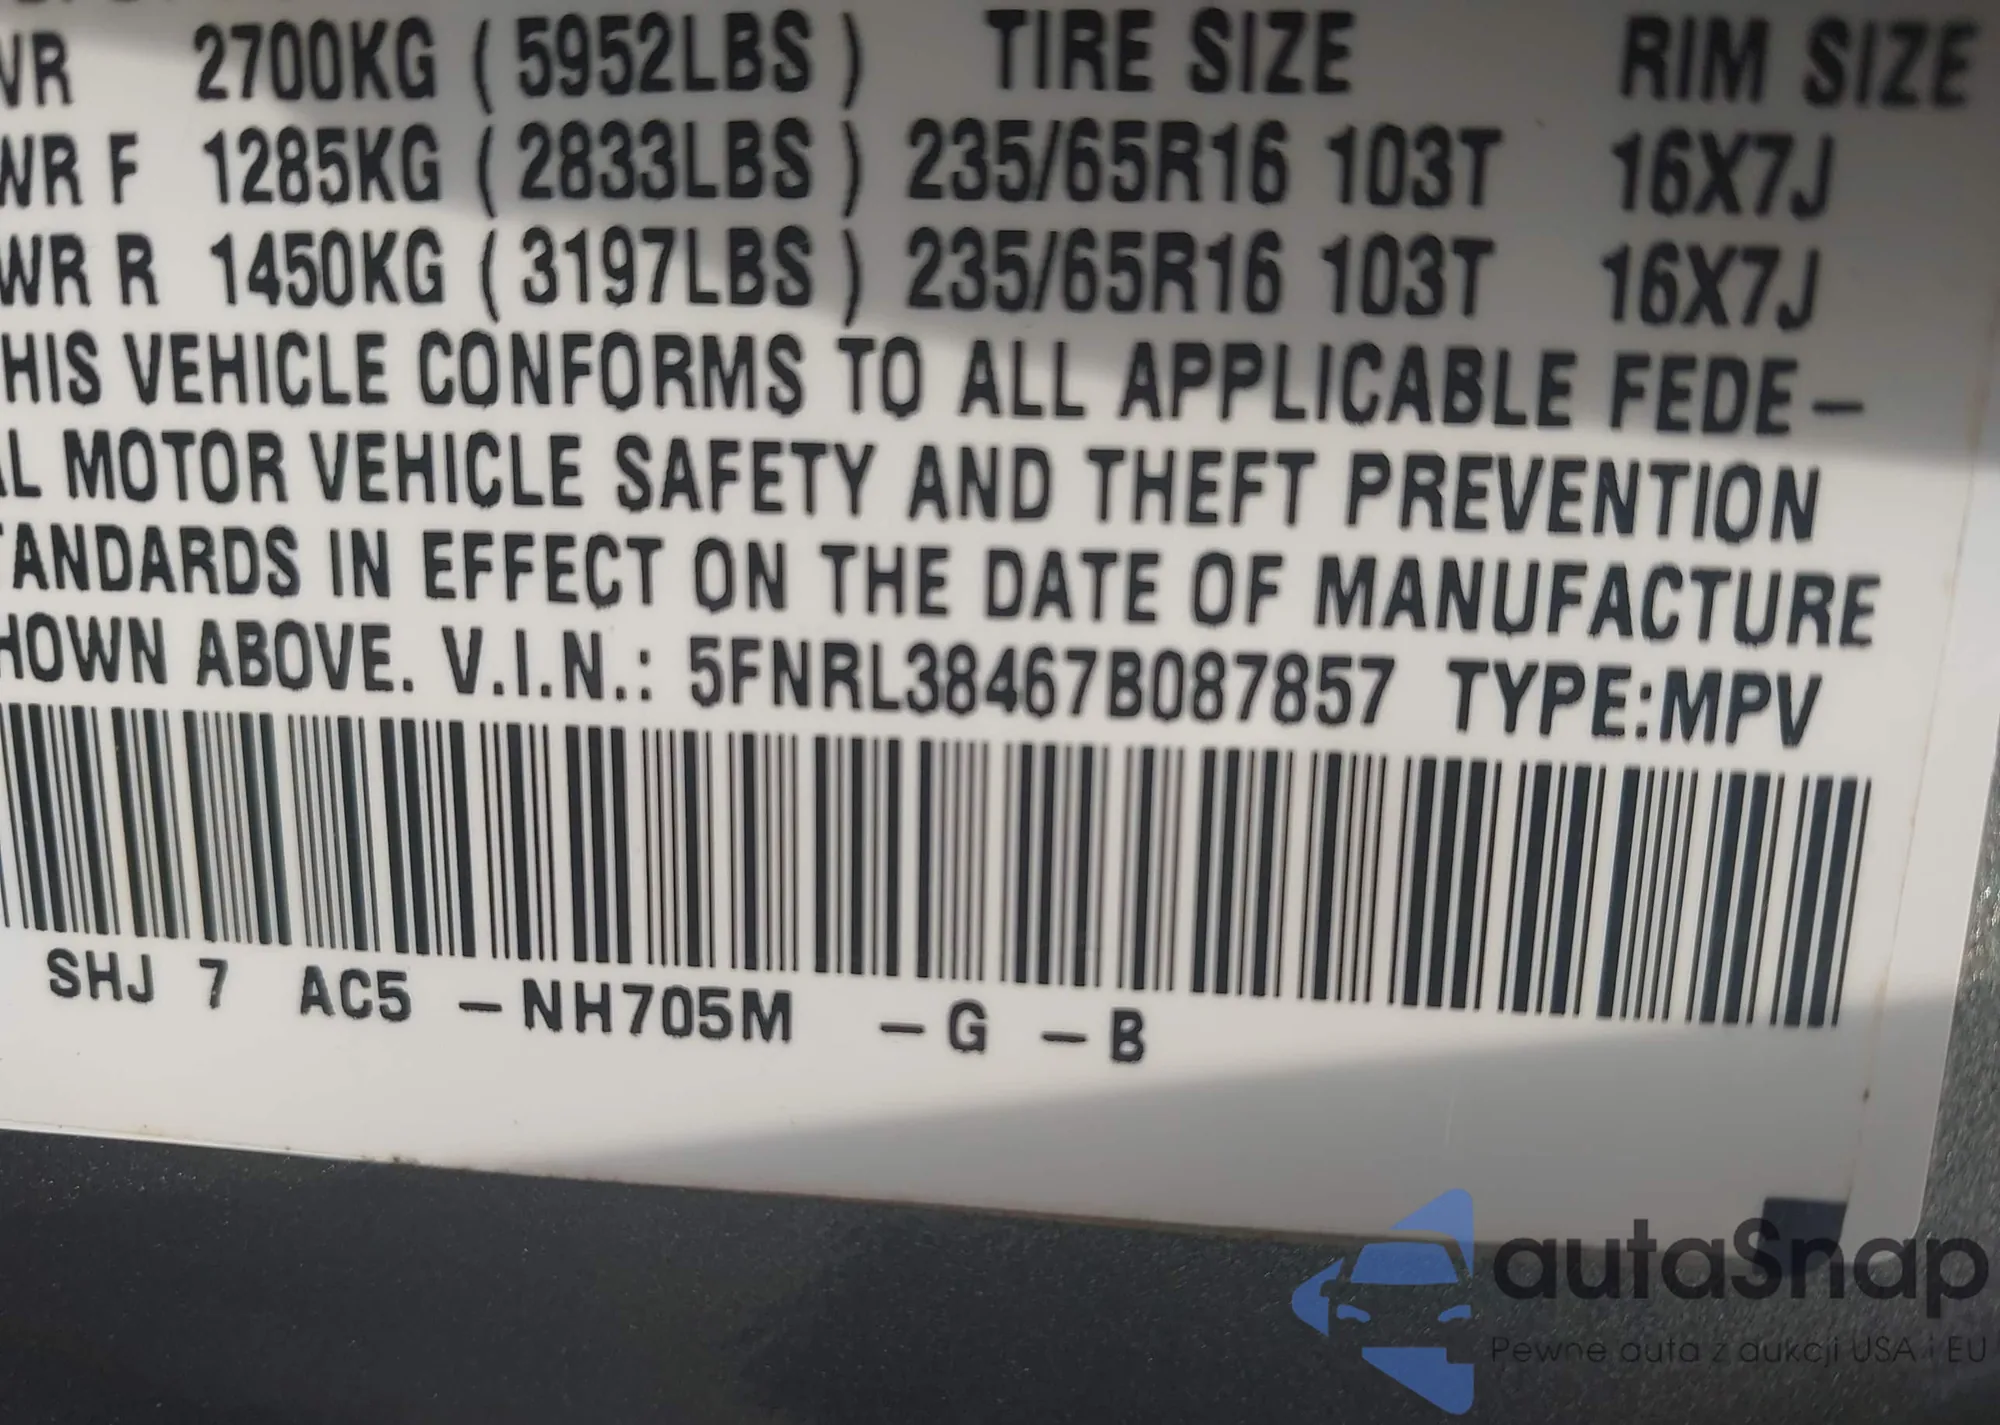 VR 2700KG ( 5952LBS ) TIRE SIZE RIM SIZE
WR F 1285KG ( 2833LBS ) 235/65R16 103T 16X7J
WR R 1450KG ( 3197LBS ) 235/65R16 103T 16X7J
HIS VEHICLE CONFORMS TO ALL APPLICABLE FEDE-
AL MOTOR VEHICLE SAFETY AND THEFT PREVENTION
TANDARDS IN EFFECT ON THE DATE OF MANUFACTURE
HOWN ABOVE. V.I.N.: 5FNRL38467B087857 TYPE:MPV
SHJ 7 AC5 -NH705M -G -B
autaSnap
Pewne auta z aukcji USA i EU